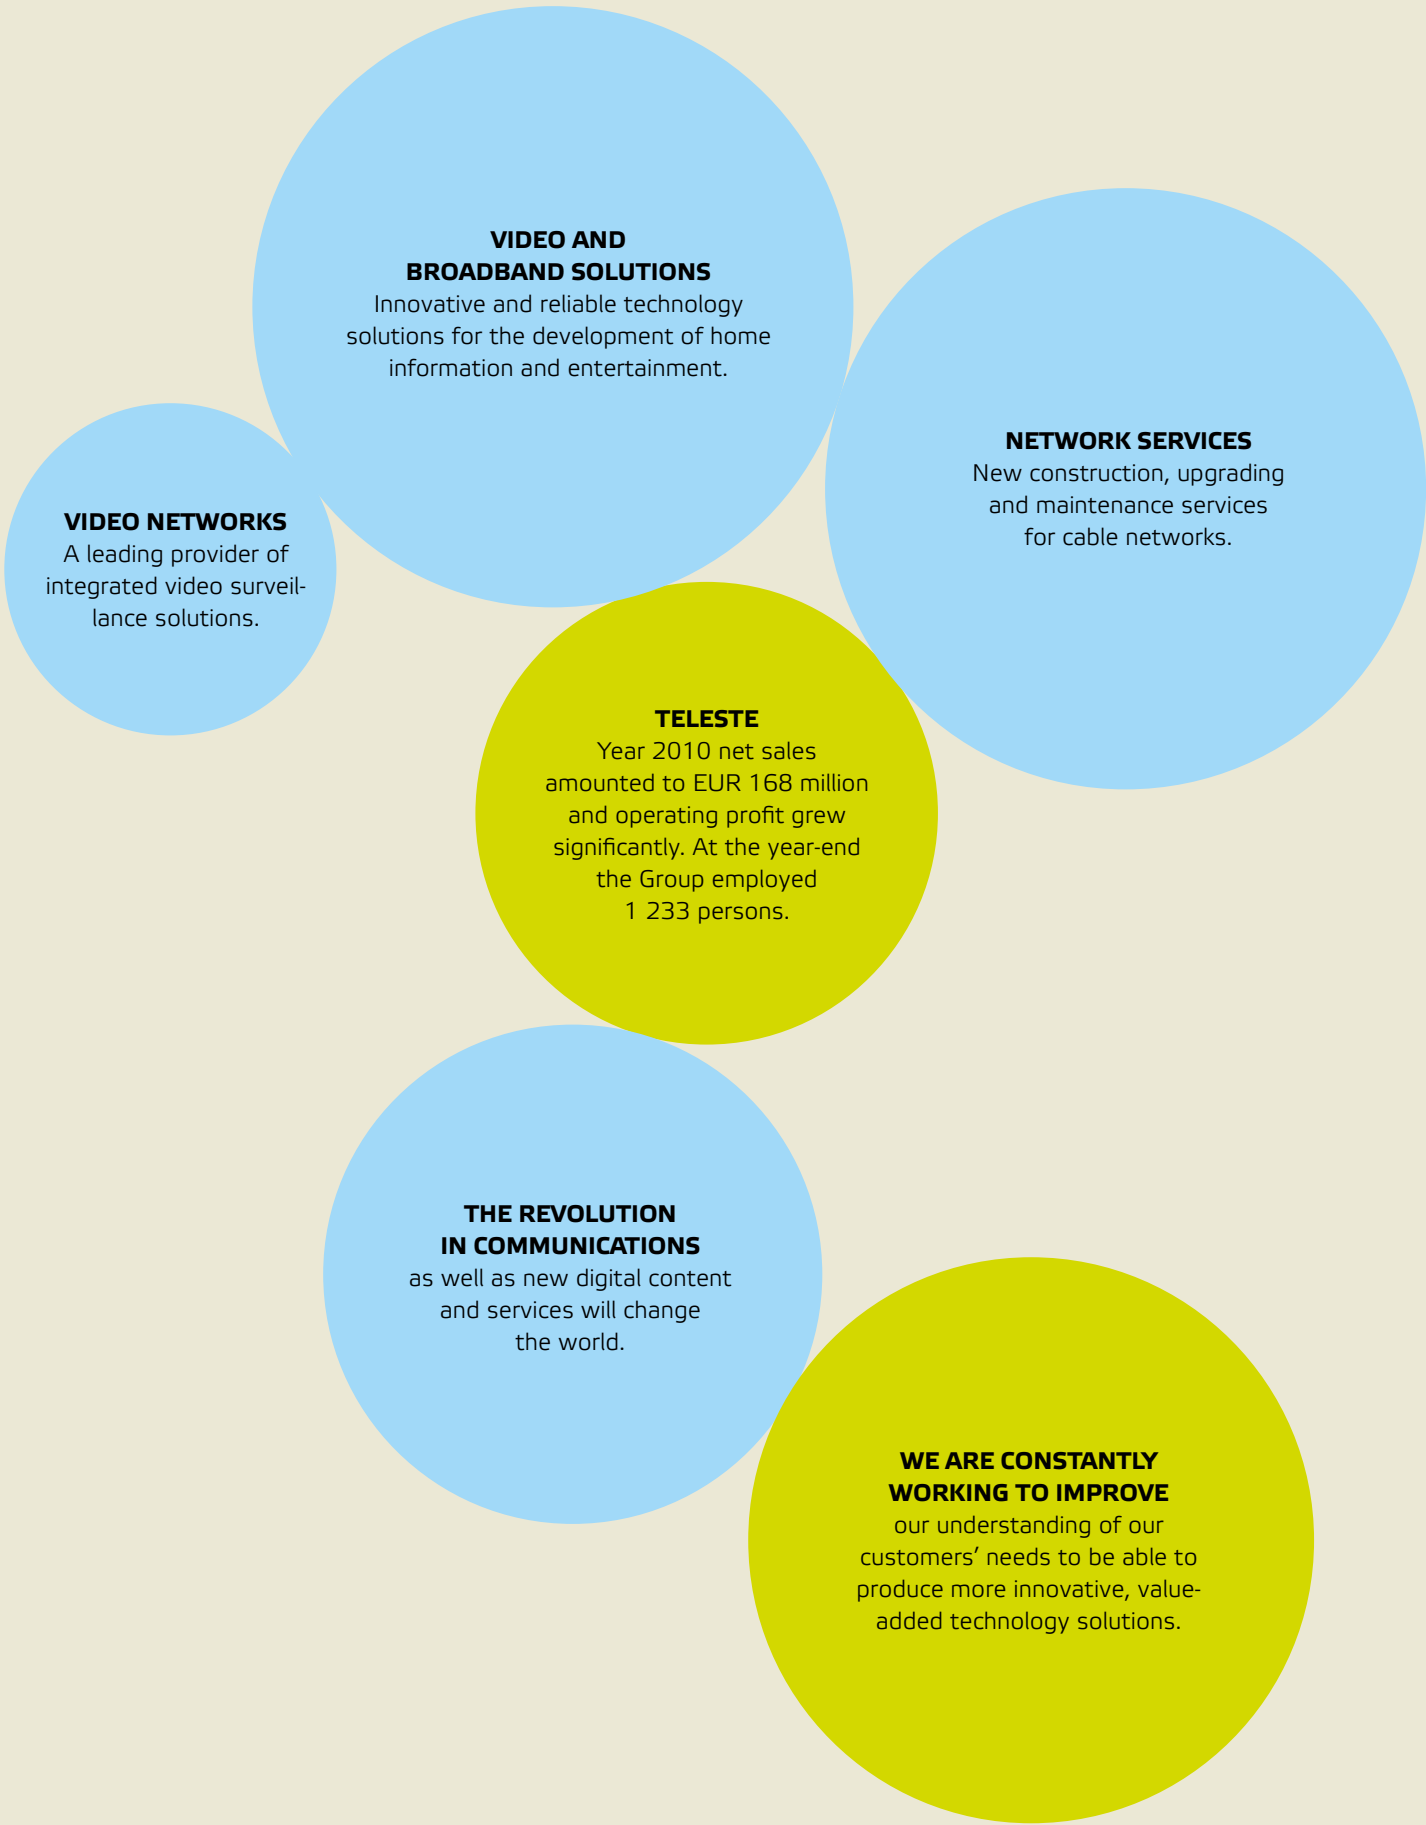 VIDEO AND
BROADBAND SOLUTIONS
Innovative and reliable technology
solutions for the development of home
information and entertainment.
NETWORK SERVICES
New construction, upgrading
and maintenance services
for cable networks.
VIDEO NETWORKS
A leading provider of
integrated video surveil-
lance solutions.
TELESTE
Year 2010 net sales
amounted to EUR 168 million
and operating profit grew
significantly. At the year-end
the Group employed
1 233 persons.
THE REVOLUTION
IN COMMUNICATIONS
as well as new digital content
and services will change
the world.
WE ARE CONSTANTLY
WORKING TO IMPROVE
our understanding of our
customers’ needs to be able to
produce more innovative, value-
added technology solutions.